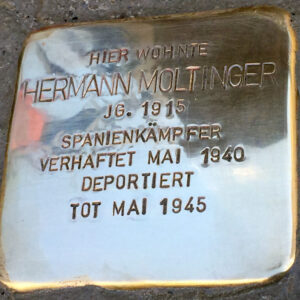 HIER WOHNTE
HERMANN MOLTINGER
JG. 1915
SPANIENKÄMPFER
VERHAFTET MAI 1940
DEPORTIERT
TOT MAI 1945